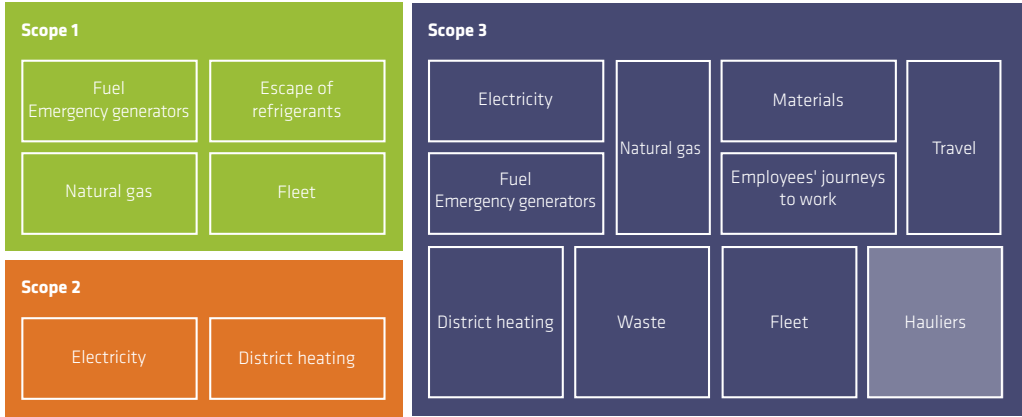 Scope 1
Fuel
Emergency generators
Escape of
refrigerants
Natural gas
Fleet
Scope 2
Electricity
District heating
Scope 3
Electricity
Natural gas
Materials
Travel
Fuel
Emergency generators
Employees' journeys
to work
District heating
Waste
Fleet
Hauliers